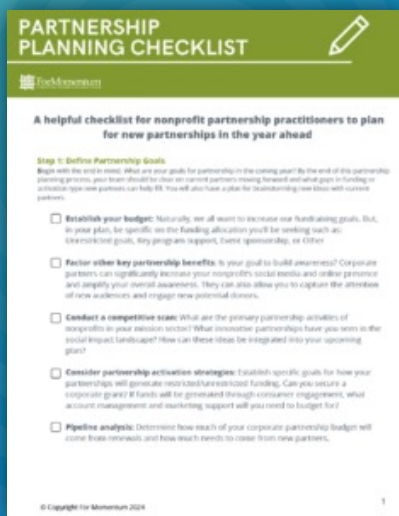 PARTNERSHIP
PLANNING CHECKLIST
ForMomentum
A helpful checklist for nonprofit partnership practitioners to plan
for new partnerships in the year ahead
Step 1: Define Partnership Goals
Begin with the end in mind: What are your goals for partnership in the coming year? By the end of this partnership
planning process, your team should be clear on current partners moving forward and what gaps in funding or
activation type new partners can help fill. You will also have a plan for brainstorming new ideas with current
partners.
Establish your budget: Naturally, we all want to increase our fundraising goals. But,
in your plan, be specific on the funding allocation you'll be seeking such as:
Unrestricted goals, Key program support, Event sponsorship, or Other
Factor other key partnership benefits: Is your goal to build awareness? Corporate
partners can significantly increase your nonprofit's social media and online presence
and amplify your overall awareness. They can also allow you to capture the attention
of new audiences and engage new potential donors.
Conduct a competitive scan: What are the primary partnership activities of
nonprofits in your mission sector? What innovative partnerships have you seen in the
social impact landscape? How can these ideas be integrated into your upcoming
plan?
Consider partnership activation strategies: Establish specific goals for how your
partnerships will generate restricted/unrestricted funding. Can you secure a
corporate grant? If funds will be generated through consumer engagement, what
account management and marketing support will you need to budget for?
Pipeline analysis: Determine how much of your corporate partnership budget will
come from renewals and how much needs to come from new partners.
© Copyright For Momentum 2024
1